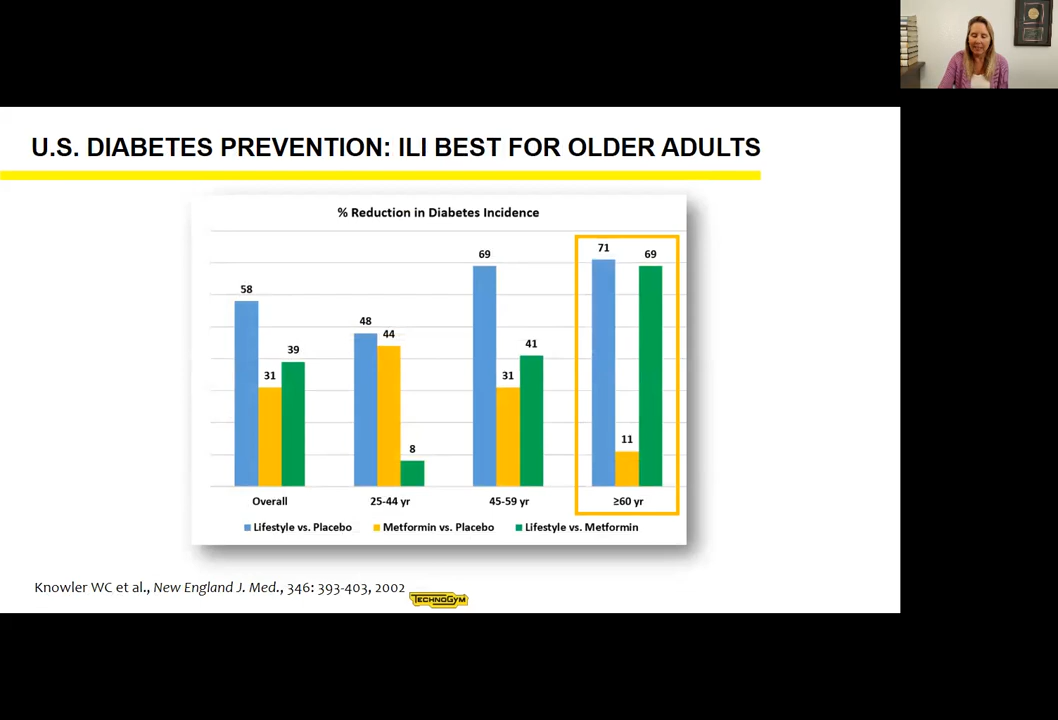 U.S. DIABETES PREVENTION: ILI BEST FOR OLDER ADULTS
% Reduction in Diabetes Incidence
58
31
39
48
44
8
69
31
41
71
11
69
Overall
25-44 yr
45-59 yr
≥60 yr
Lifestyle vs. Placebo
Metformin vs. Placebo
Lifestyle vs. Metformin
Knowler WC et al., New England J. Med., 346: 393-403, 2002
TECHNOGYM